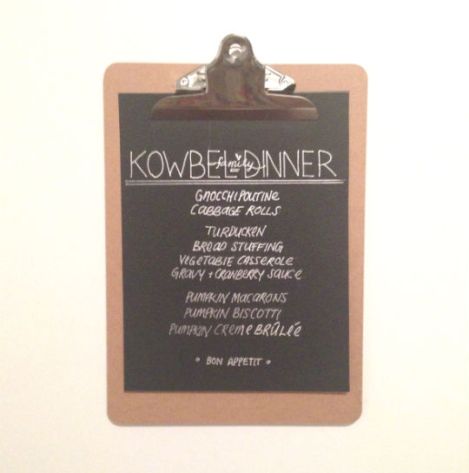 KOWBEL family DINNER
GNOCCHI POUTINE
CABBAGE ROLLS
TURDUCKEN
BREAD STUFFING
VEGETABLE CASSEROLE
GRAVY + CRANBERRY SAUCE
PUMPKIN MACARONS
PUMPKIN BISCOTTI
PUMPKIN CREME BRÛLÉE
• BON APPETIT •